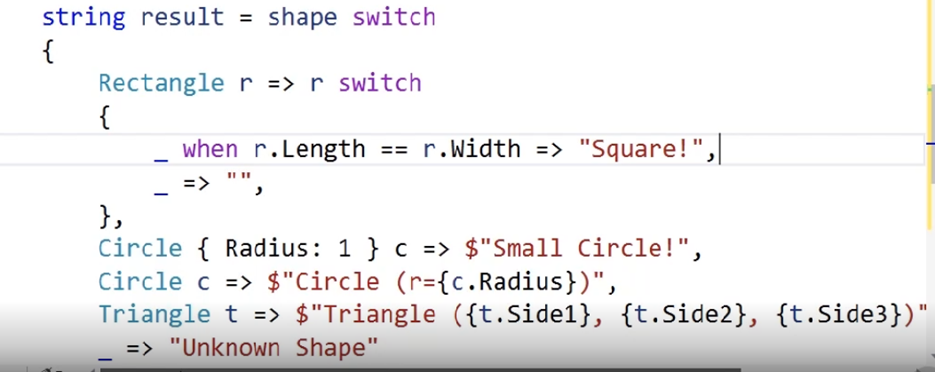 string result = shape switch
{
    Rectangle r => r switch
    {
        _ when r.Length == r.Width => "Square!",
        _ => "",
    },
    Circle { Radius: 1 } c => $"Small Circle!",
    Circle c => $"Circle (r={c.Radius})",
    Triangle t => $"Triangle ({t.Side1}, {t.Side2}, {t.Side3})"
    _ => "Unknown Shape"